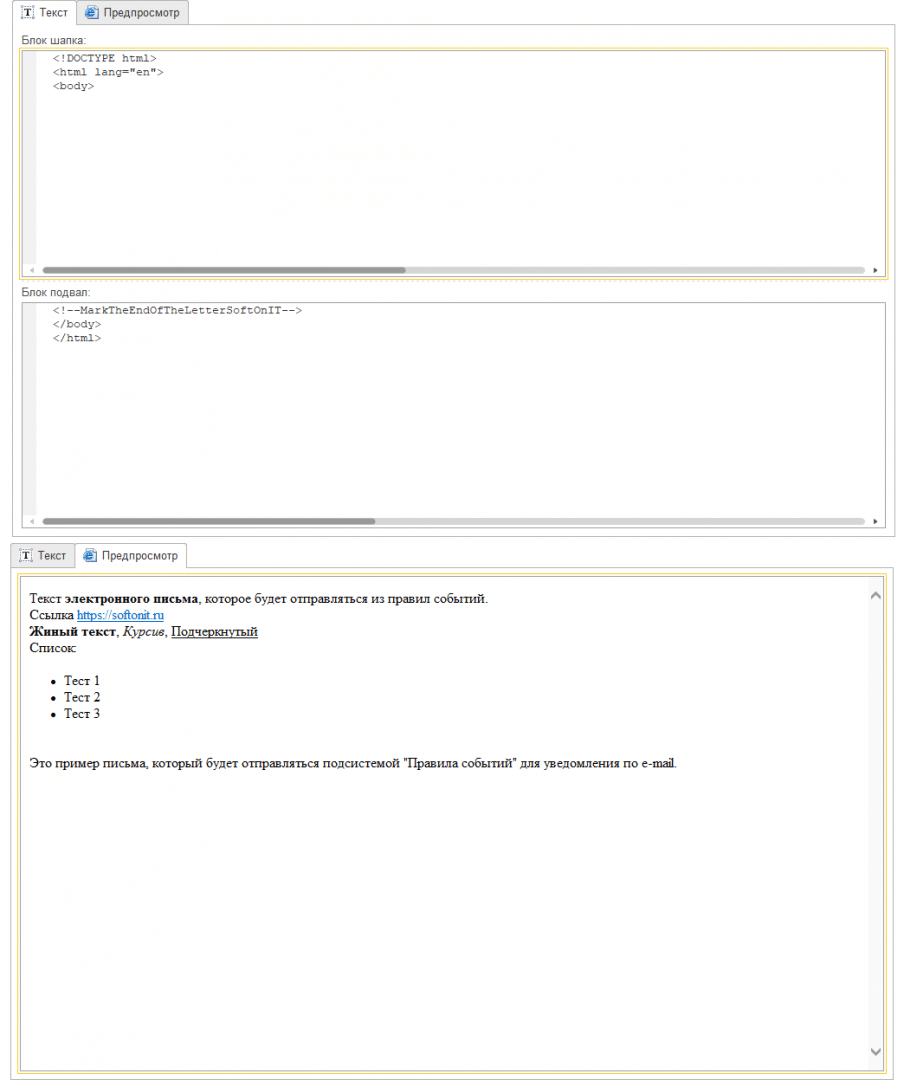 Текст Предпросмотр
Блок шапка:
<!DOCTYPE html>
<html lang="en">
<body>
Блок подвал:
<!--MarkTheEndOfTheLetterSoftOnIT-->
</body>
</html>
Текст Предпросмотр
Текст электронного письма, которое будет отправляться из правил событий.
Ссылка https://softonit.ru
Жиный текст, Курсив, Подчеркнутый
Список:
• Тест 1
• Тест 2
• Тест 3
Это пример письма, который будет отправляться подсистемой "Правила событий" для уведомления по e-mail.